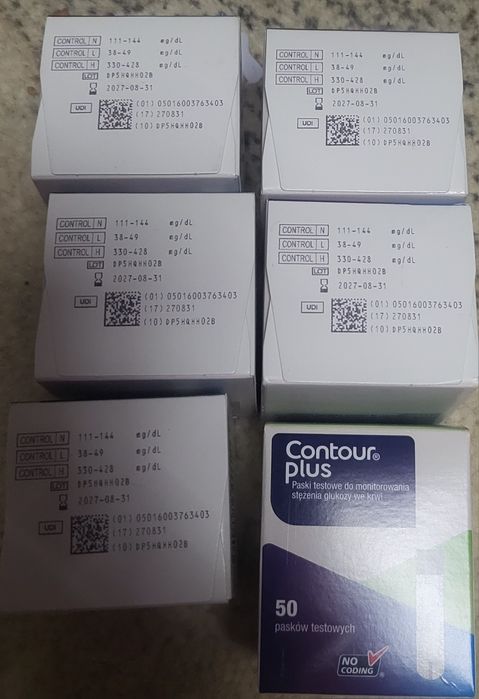 CONTROL N 111-144 mg/dL
CONTROL L 38-49 mg/dL
CONTROL H 330-428 mg/dL
LOT DP5HQHH02B
2027-08-31
UDI
(01) 05016003763403
(17) 270831
(10) DP5HQHH02B
CONTROL N 111-144 mg/dL
CONTROL L 38-49 mg/dL
CONTROL H 330-428 mg/dL
LOT DP5HQHH02B
2027-08-31
UDI
(01) 05016003763403
(17) 270831
(10) DP5HQHH02B
CONTROL N 111-144 mg/dL
CONTROL L 38-49 mg/dL
CONTROL H 330-428 mg/dL
LOT DP5HQHH02B
2027-08-31
UDI
(01) 05016003763403
(17) 270831
(10) DP5HQHH02B
CONTROL N 111-144 mg/dL
CONTROL L 38-49 mg/dL
CONTROL H 330-428 mg/dL
LOT DP5HQHH02B
2027-08-31
UDI
(01) 05016003763403
(17) 270831
(10) DP5HQHH02B
CONTROL N 111-144 mg/dL
CONTROL L 38-49 mg/dL
CONTROL H 330-428 mg/dL
LOT DP5HQHH02B
2027-08-31
UDI
(01) 05016003763403
(17) 270831
(10) DP5HQHH02B
Contour®
plus
Paski testowe do monitorowania
stężenia glukozy we krwi
50
pasków testowych
NO
CODING